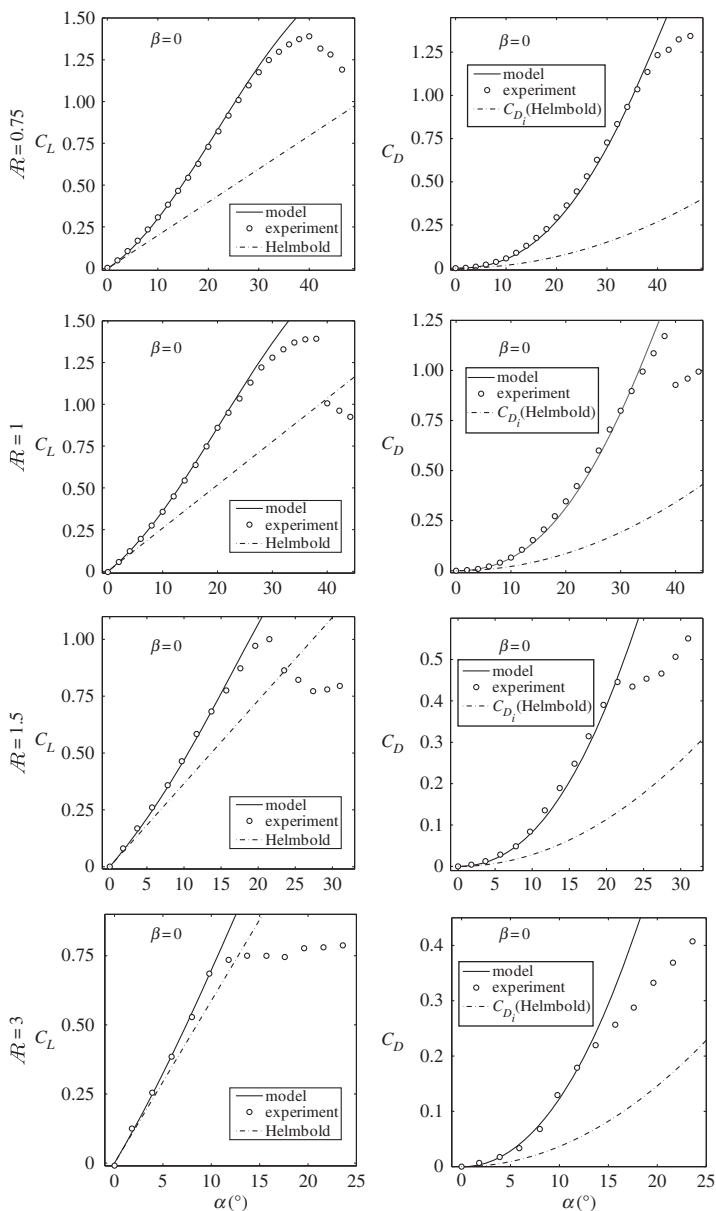 1.50
1.25
1.00
0.75
0.50
0.25
0
β=0
C_L
Æ=0.75
model
experiment
Helmbold
0 10 20 30 40
1.25
1.00
0.75
0.50
0.25
0
β=0
C_D
model
experiment
C_{D_i}(Helmbold)
0 10 20 30 40
1.50
1.25
1.00
0.75
0.50
0.25
0
β=0
C_L
Æ=1
model
experiment
Helmbold
0 10 20 30 40
1.25
1.00
0.75
0.50
0.25
0
β=0
C_D
model
experiment
C_{D_i}(Helmbold)
0 10 20 30 40
1.00
0.75
0.50
0.25
0
β=0
C_L
Æ=1.5
model
experiment
Helmbold
0 5 10 15 20 25 30
0.5
0.4
0.3
0.2
0.1
0
β=0
C_D
model
experiment
C_{D_i}(Helmbold)
0 5 10 15 20 25 30
0.75
0.50
0.25
0
β=0
C_L
Æ=3
model
experiment
Helmbold
0 5 10 15 20 25
α(°)
0.4
0.3
0.2
0.1
0
β=0
C_D
model
experiment
C_{D_i}(Helmbold)
0 5 10 15 20 25
α(°)